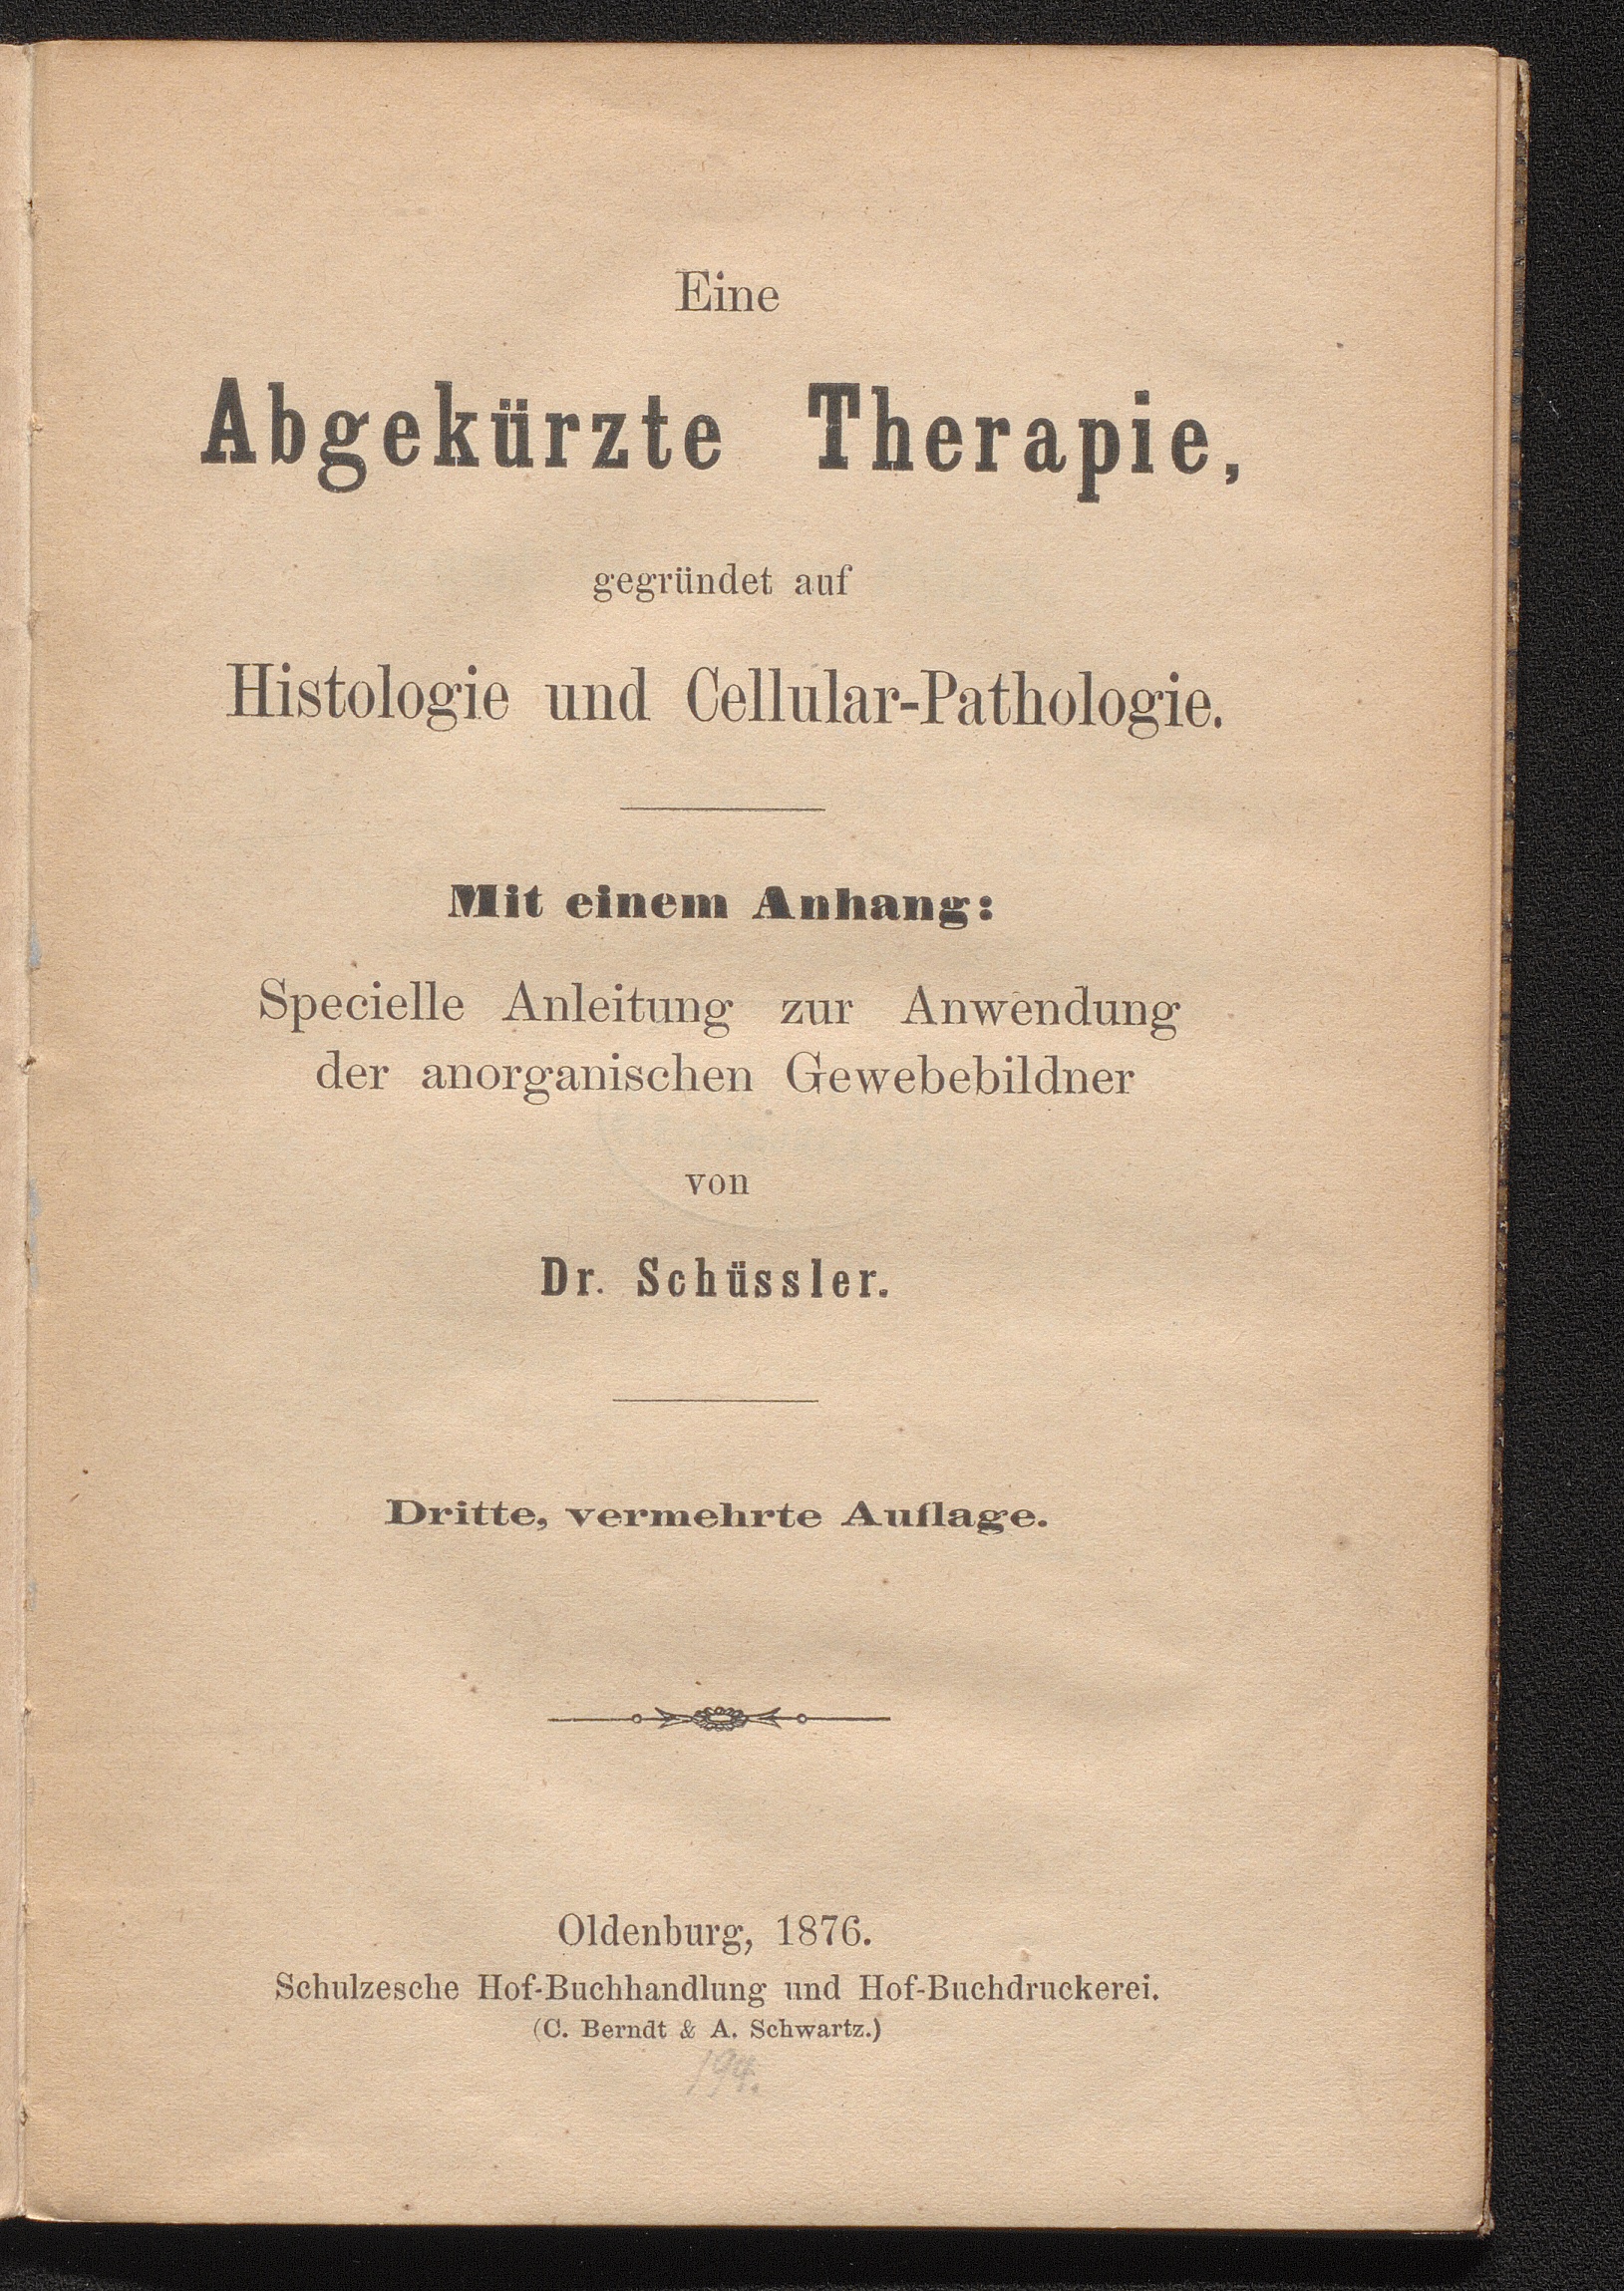 Eine
Abgekürzte Therapie,
gegründet auf
Histologie und Cellular-Pathologie.
Mit einem Anhang:
Specielle Anleitung zur Anwendung
der anorganischen Gewebebildner
von
Dr. Schüssler.
Dritte, vermehrte Auflage.
Oldenburg, 1876.
Schulzesche Hof-Buchhandlung und Hof-Buchdruckerei.
(C. Berndt & A. Schwartz.)
194.